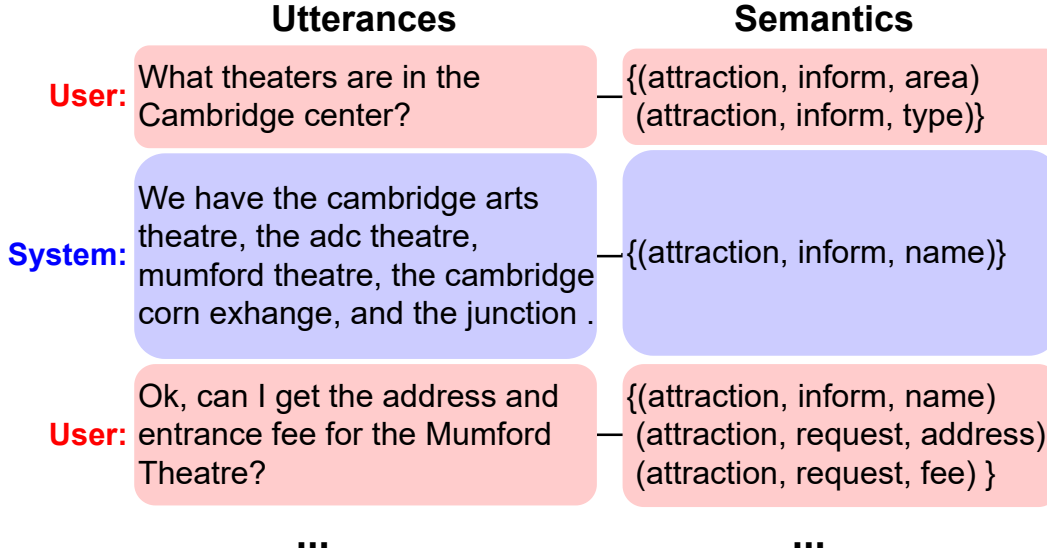 Utterances Semantics
User: What theaters are in the
Cambridge center?
{(attraction, inform, area)
(attraction, inform, type)}
System: We have the cambridge arts
theatre, the adc theatre,
mumford theatre, the cambridge
corn exhange, and the junction .
{(attraction, inform, name)}
User: Ok, can I get the address and
entrance fee for the Mumford
Theatre?
{(attraction, inform, name)
(attraction, request, address)
(attraction, request, fee) }
... ...